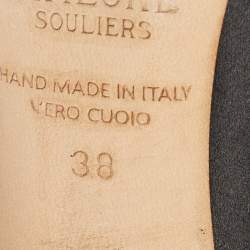 SOULIERS
HAND MADE IN ITALY
VERO CUOIO
38